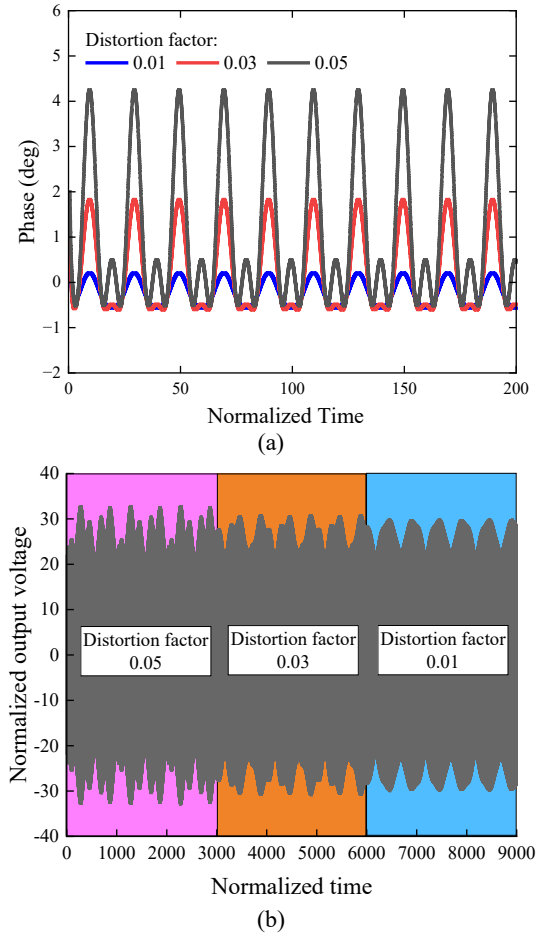 6
5
4
3
2
1
0
−1
−2
Phase (deg)
Distortion factor:
0.01 0.03 0.05
0 50 100 150 200
Normalized Time
(a)
40
30
20
10
0
-10
-20
-30
-40
Normalized output voltage
Distortion factor Distortion factor Distortion factor
0.05 0.03 0.01
0 1000 2000 3000 4000 5000 6000 7000 8000 9000
Normalized time
(b)